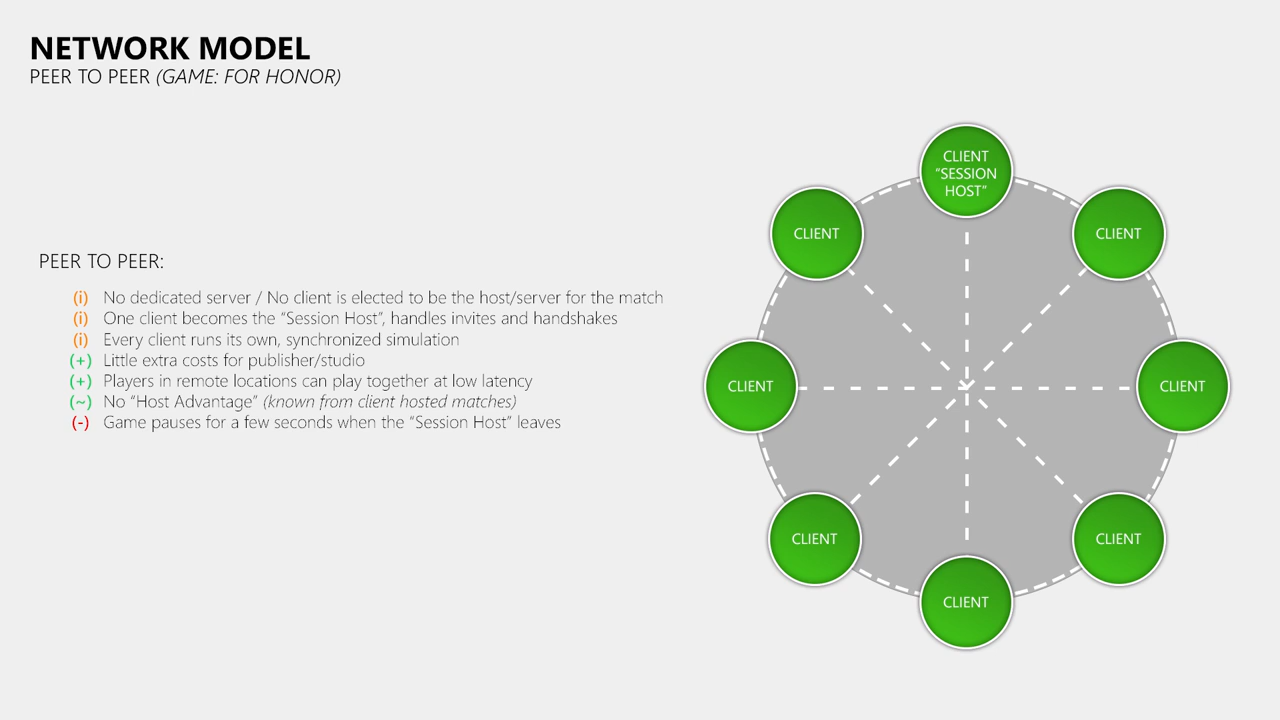 NETWORK MODEL
PEER TO PEER (GAME: FOR HONOR)
PEER TO PEER:
(i) No dedicated server / No client is elected to be the host/server for the match
(i) One client becomes the “Session Host”, handles invites and handshakes
(i) Every client runs its own, synchronized simulation
(+) Little extra costs for publisher/studio
(+) Players in remote locations can play together at low latency
(~) No “Host Advantage” (known from client hosted matches)
(-) Game pauses for a few seconds when the “Session Host” leaves
CLIENT
“SESSION
HOST”
CLIENT
CLIENT
CLIENT
CLIENT
CLIENT
CLIENT
CLIENT